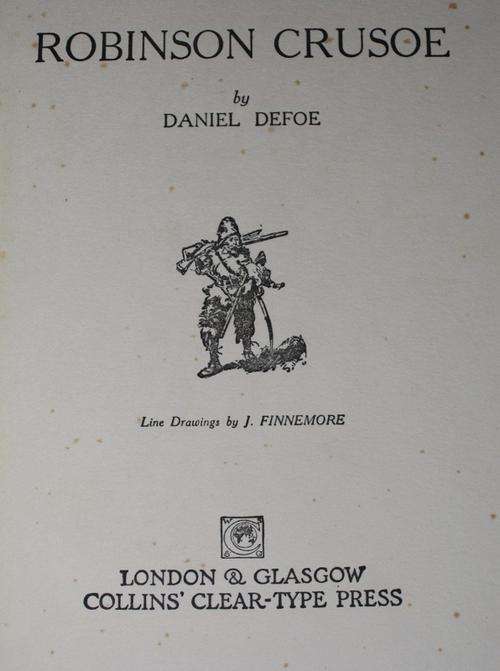 ROBINSON CRUSOE
by
DANIEL DEFOE
Line Drawings by J. FINNEMORE
LONDON & GLASGOW
COLLINS' CLEAR-TYPE PRESS